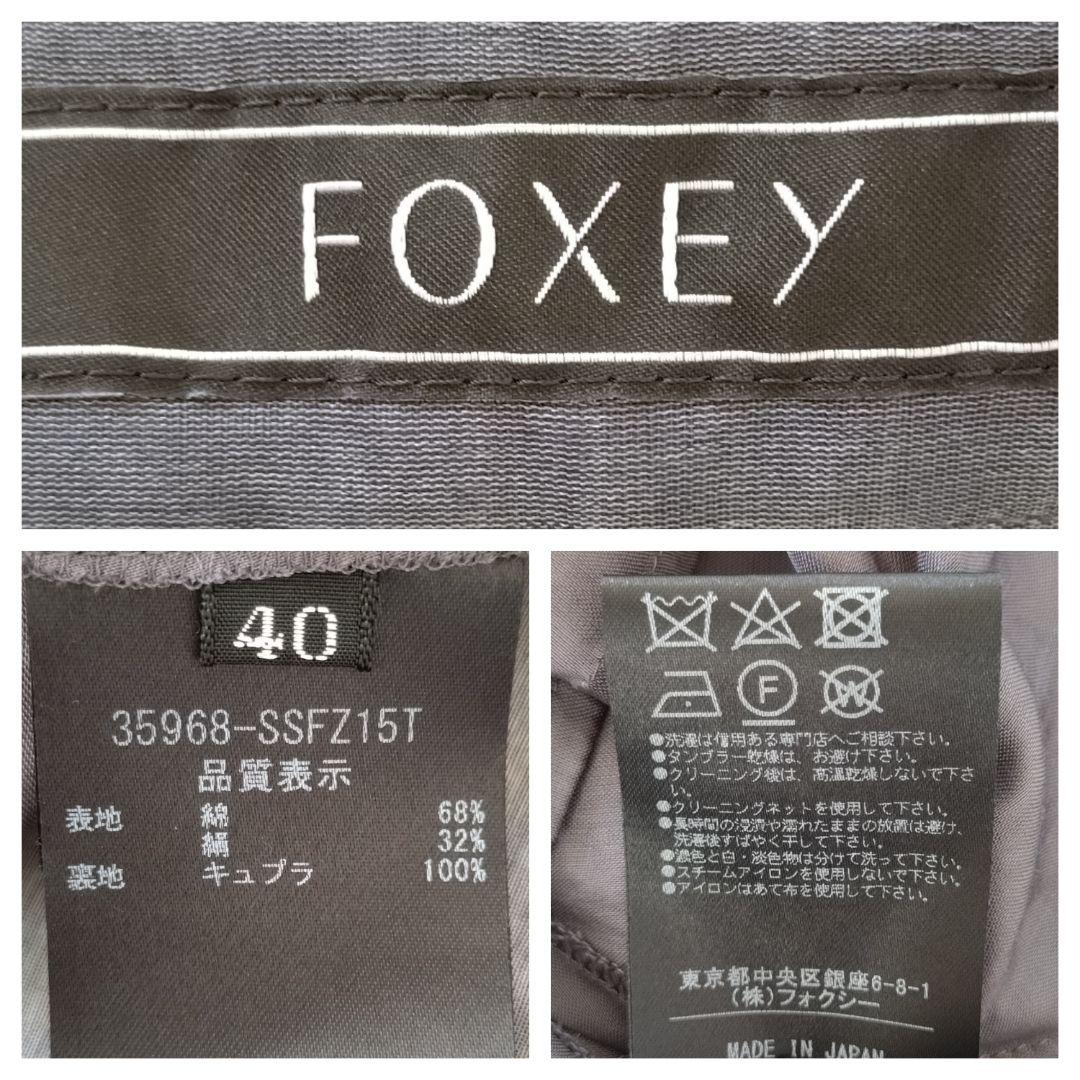 FOXEY
40
35968-SSFZ15T
品質表示
表地 綿 68%
絹 32%
裏地 キュプラ 100%
F
W
●洗濯は信用ある専門店へご相談下さい。
●タンブラー乾燥は、お避け下さい。
●クリーニング後は、高温乾燥しないで下さ
い。
●クリーニングネットを使用して下さい。
●長時間の浸漬や濡れたままの放置は避け、
洗濯後すばやく干して下さい。
●濃色と白・淡色物は分けて洗って下さい。
●スチームアイロンを使用しないで下さい。
●アイロンはあて布を使用して下さい。
東京都中央区銀座6-8-1
(株)フォクシー
MADE IN JAPAN